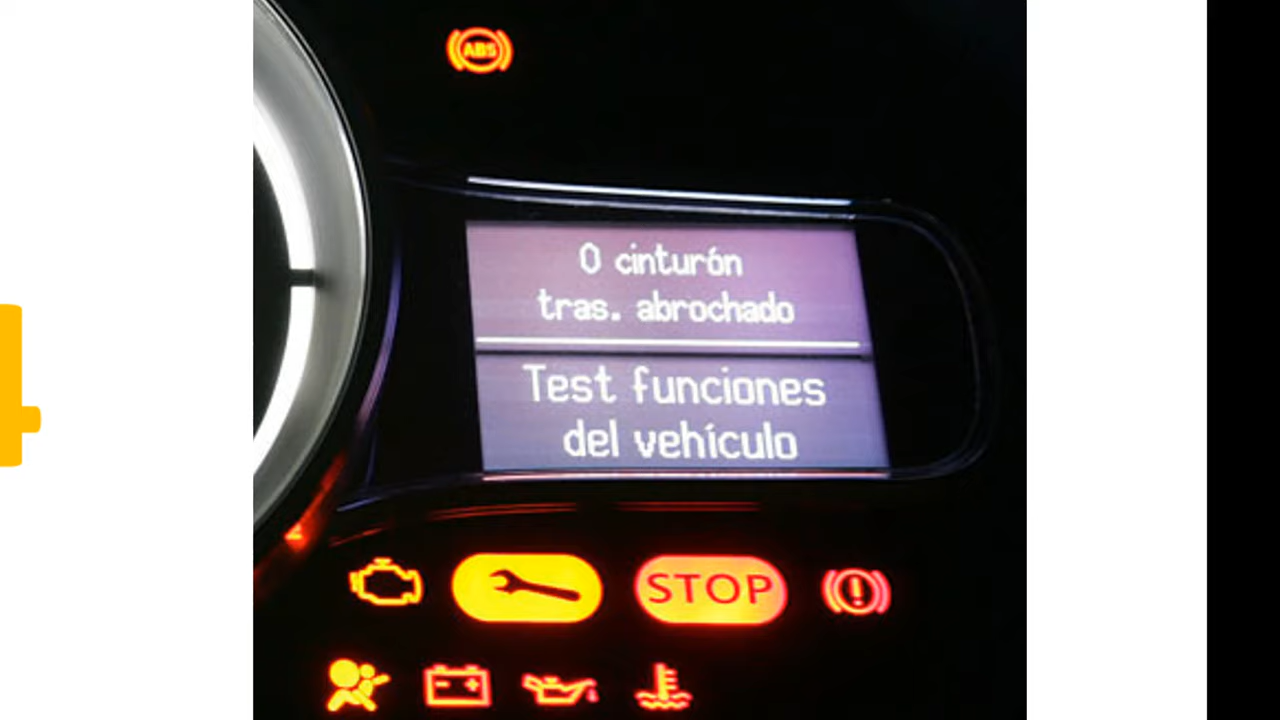 ABS
0 cinturón
tras. abrochado
Test funciones
del vehículo
STOP